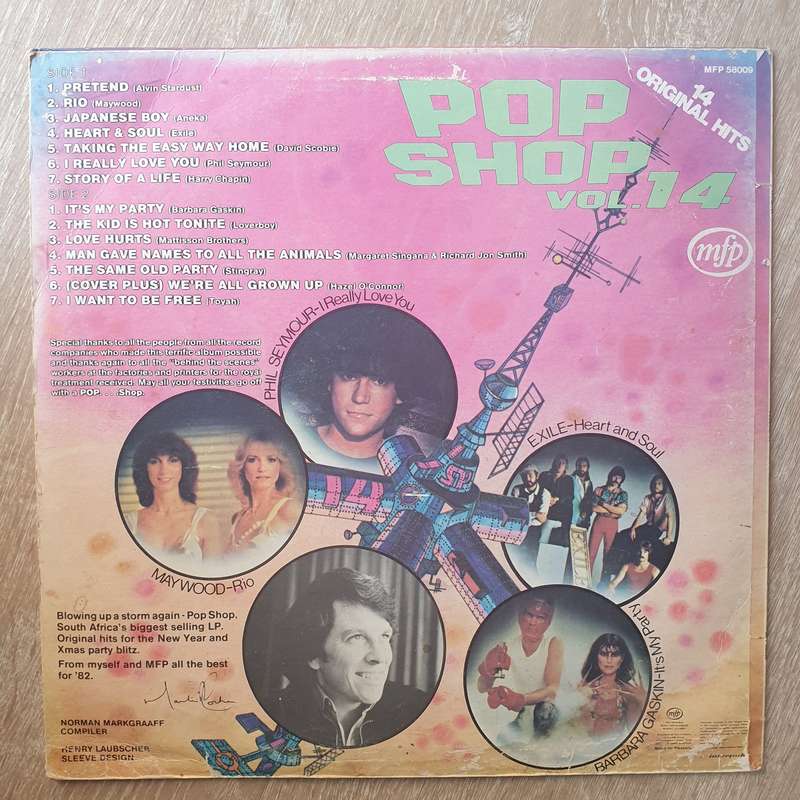 SIDE 1
1. PRETEND (Alvin Stardust)
2. RIO (Maywood)
3. JAPANESE BOY (Aneka)
4. HEART & SOUL (Exile)
5. TAKING THE EASY WAY HOME (David Scobie)
6. I REALLY LOVE YOU (Phil Seymour)
7. STORY OF A LIFE (Harry Chapin)
SIDE 2
1. IT'S MY PARTY (Barbara Gaskin)
2. THE KID IS HOT TONITE (Loverboy)
3. LOVE HURTS (Mattisson Brothers)
4. MAN GAVE NAMES TO ALL THE ANIMALS (Margaret Singana & Richard Jon Smith)
5. THE SAME OLD PARTY (Stingray)
6. (COVER PLUS) WE'RE ALL GROWN UP (Hazel O'Connor)
7. I WANT TO BE FREE (Toyah)
MFP 58009
14
ORIGINAL HITS
POP
SHOP
VOL. 14
mfp
Special thanks to all the people from all the record
companies who made this terrific album possible
and thanks again to all the "behind the scenes"
workers at the factories and printers for the royal
treatment received. May all your festivities go off
with a POP. . . .Shop.
PHIL SEYMOUR-I Really Love You
EXILE-Heart and Soul
14
EXILE
MAYWOOD-Rio
BARBARA GASKIN-It's My Party
Blowing up a storm again - Pop Shop.
South Africa's biggest selling LP.
Original hits for the New Year and
Xmas party blitz.
From myself and MFP all the best
for '82.
NORMAN MARKGRAAFF
COMPILER
HENRY LAUBSCHER
SLEEVE DESIGN
mfp